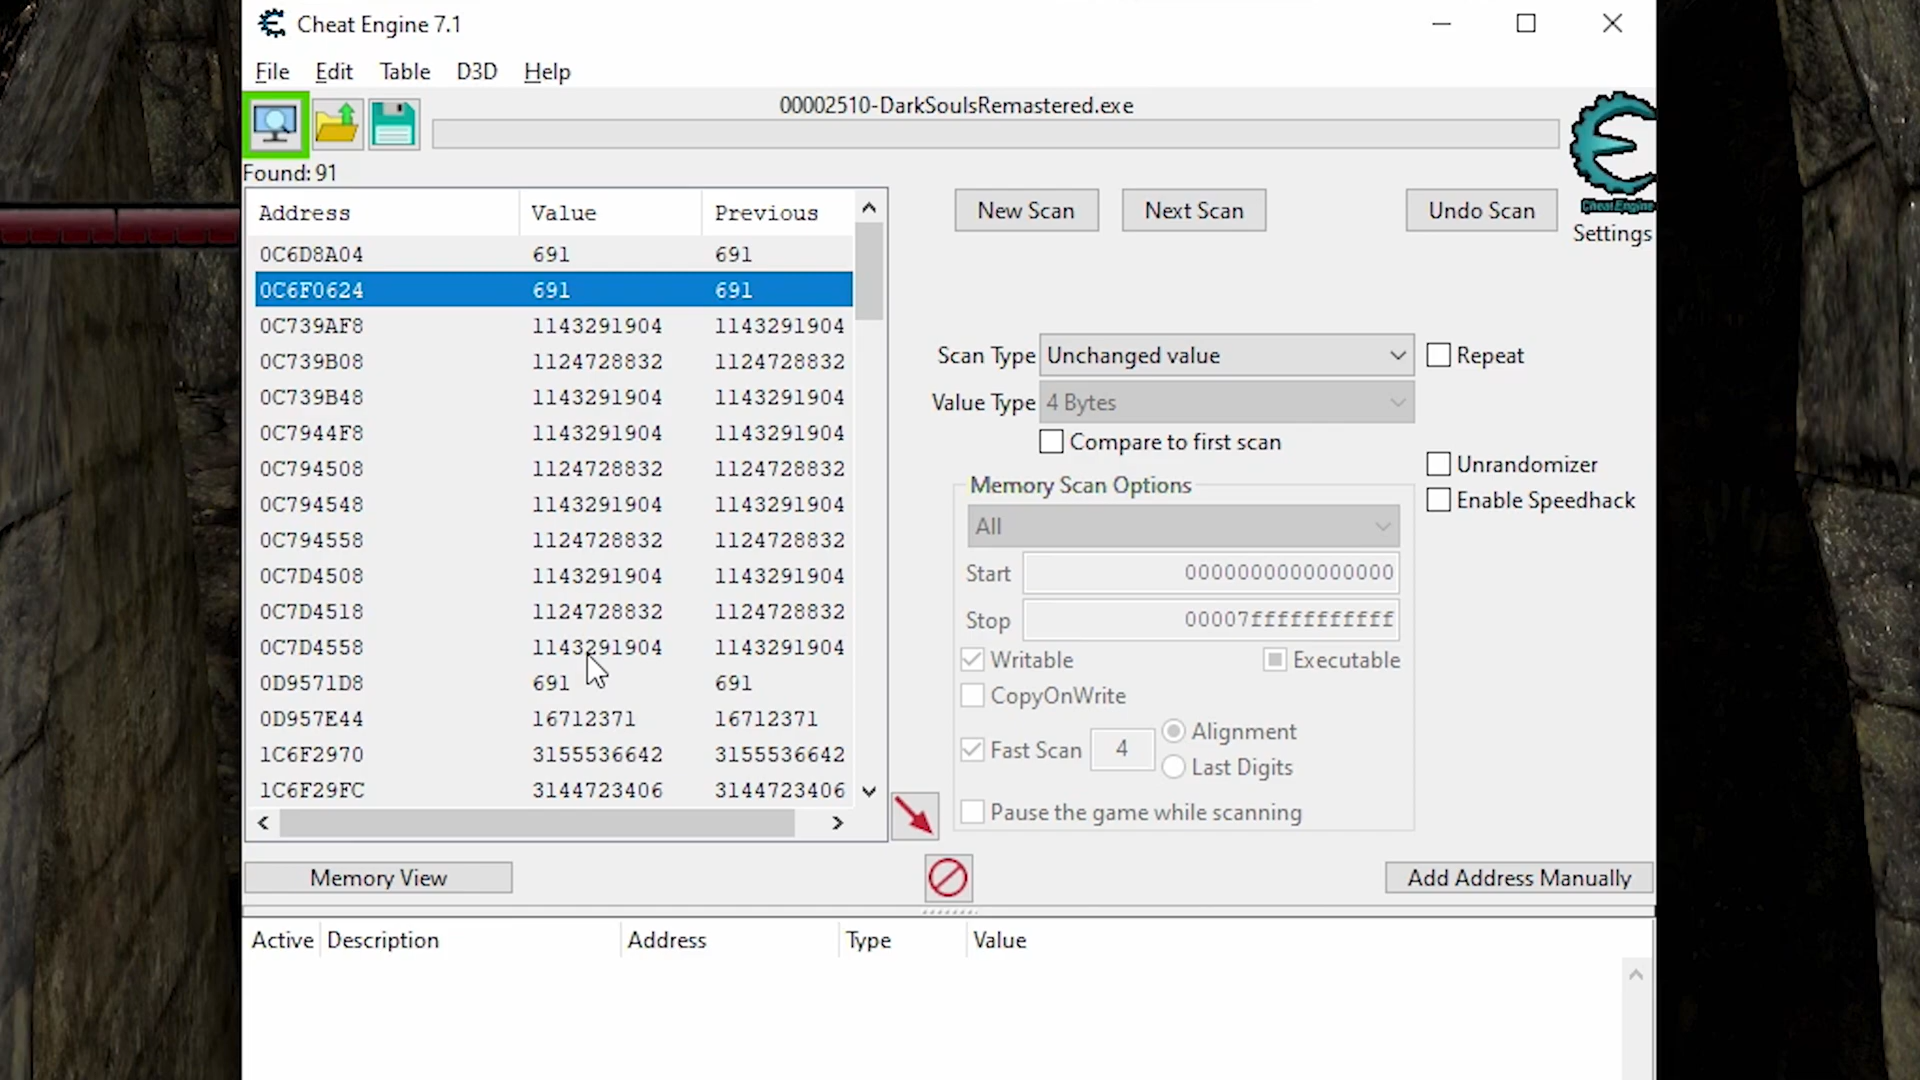 Cheat Engine 7.1
File Edit Table D3D Help
00002510-DarkSoulsRemastered.exe
Found: 91
Address Value Previous
0C6D8A04 691 691
0C6F0624 691 691
0C739AF8 1143291904 1143291904
0C739B08 1124728832 1124728832
0C739B48 1143291904 1143291904
0C7944F8 1143291904 1143291904
0C794508 1124728832 1124728832
0C794548 1143291904 1143291904
0C794558 1124728832 1124728832
0C7D4508 1143291904 1143291904
0C7D4518 1124728832 1124728832
0C7D4558 1143291904 1143291904
0D9571D8 691 691
0D957E44 16712371 16712371
1C6F2970 3155536642 3155536642
1C6F29FC 3144723406 3144723406
New Scan Next Scan Undo Scan
Cheat Engine
Settings
Scan Type Unchanged value Repeat
Value Type 4 Bytes
Compare to first scan
Unrandomizer
Enable Speedhack
Memory Scan Options
All
Start 0000000000000000
Stop 00007fffffffffff
Writable Executable
CopyOnWrite
Fast Scan 4 Alignment
Last Digits
Pause the game while scanning
Memory View Add Address Manually
Active Description Address Type Value